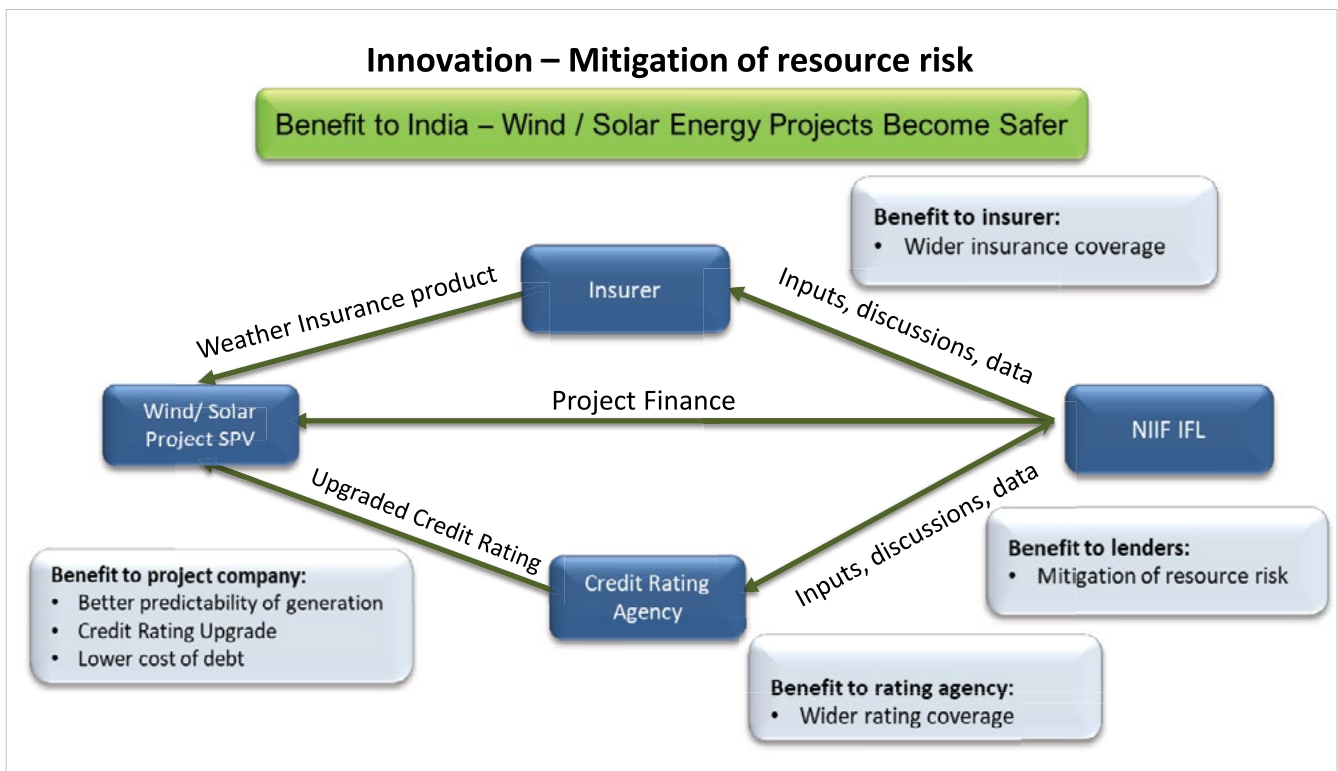 Innovation – Mitigation of resource risk
Benefit to India – Wind / Solar Energy Projects Become Safer
Benefit to insurer:
• Wider insurance coverage
Insurer
Weather Insurance product
Inputs, discussions, data
Wind/ Solar
Project SPV
Project Finance
NIIF IFL
Upgraded Credit Rating
Inputs, discussions, data
Benefit to project company:
• Better predictability of generation
• Credit Rating Upgrade
• Lower cost of debt
Credit Rating
Agency
Benefit to lenders:
• Mitigation of resource risk
Benefit to rating agency:
• Wider rating coverage